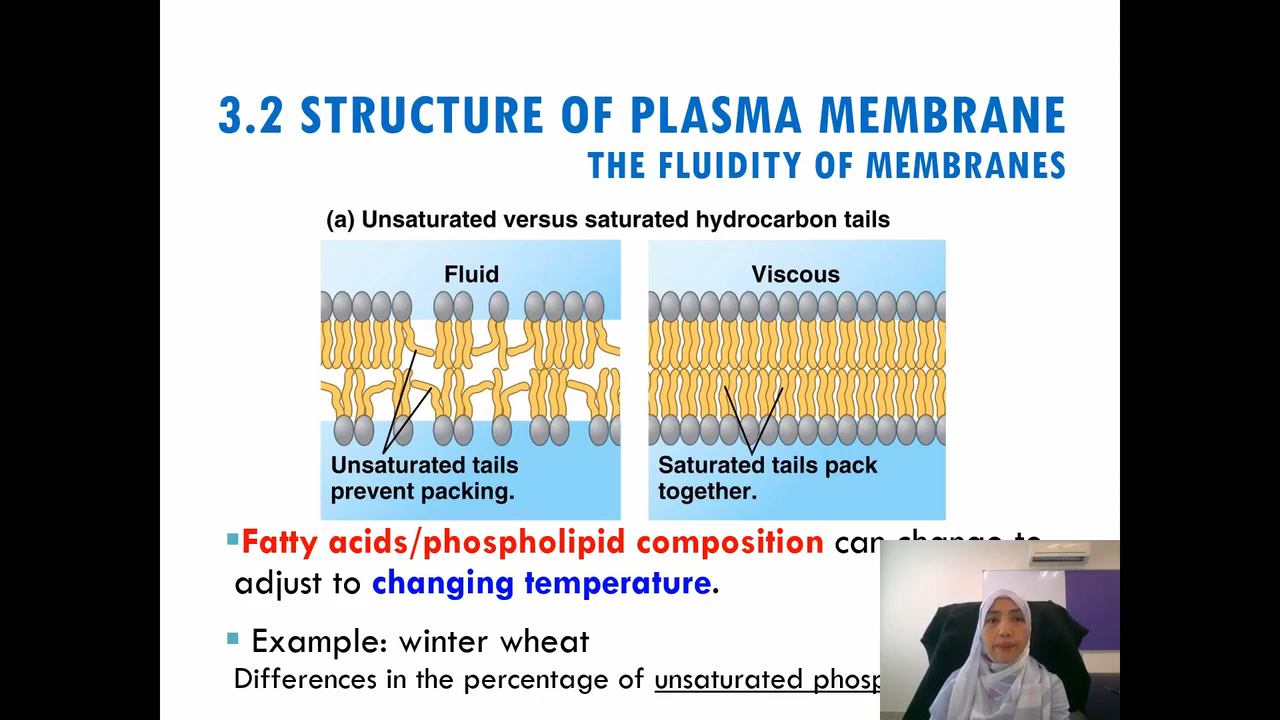 3.2 STRUCTURE OF PLASMA MEMBRANE
THE FLUIDITY OF MEMBRANES
(a) Unsaturated versus saturated hydrocarbon tails
Fluid
Viscous
Unsaturated tails
prevent packing.
Saturated tails pack
together.
Fatty acids/phospholipid composition can change to
adjust to changing temperature.
Example: winter wheat
Differences in the percentage of unsaturated